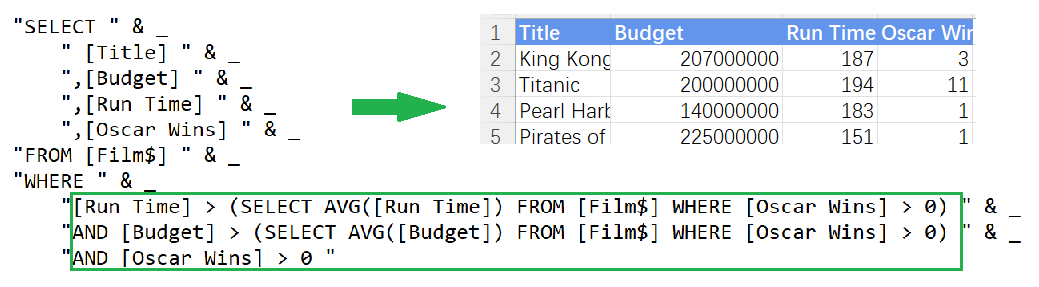 "SELECT " & _
" [Title] " & _
",[Budget] " & _
",[Run Time] " & _
",[Oscar Wins] " & _
"FROM [Film$] " & _
"WHERE " & _
"[Run Time] > (SELECT AVG([Run Time]) FROM [Film$] WHERE [Oscar Wins] > 0) " & _
"AND [Budget] > (SELECT AVG([Budget]) FROM [Film$] WHERE [Oscar Wins] > 0) " & _
"AND [Oscar Wins] > 0 "
1 Title Budget Run Time Oscar Win
2 King Kong 207000000 187 3
3 Titanic 200000000 194 11
4 Pearl Harb 140000000 183 1
5 Pirates of 225000000 151 1